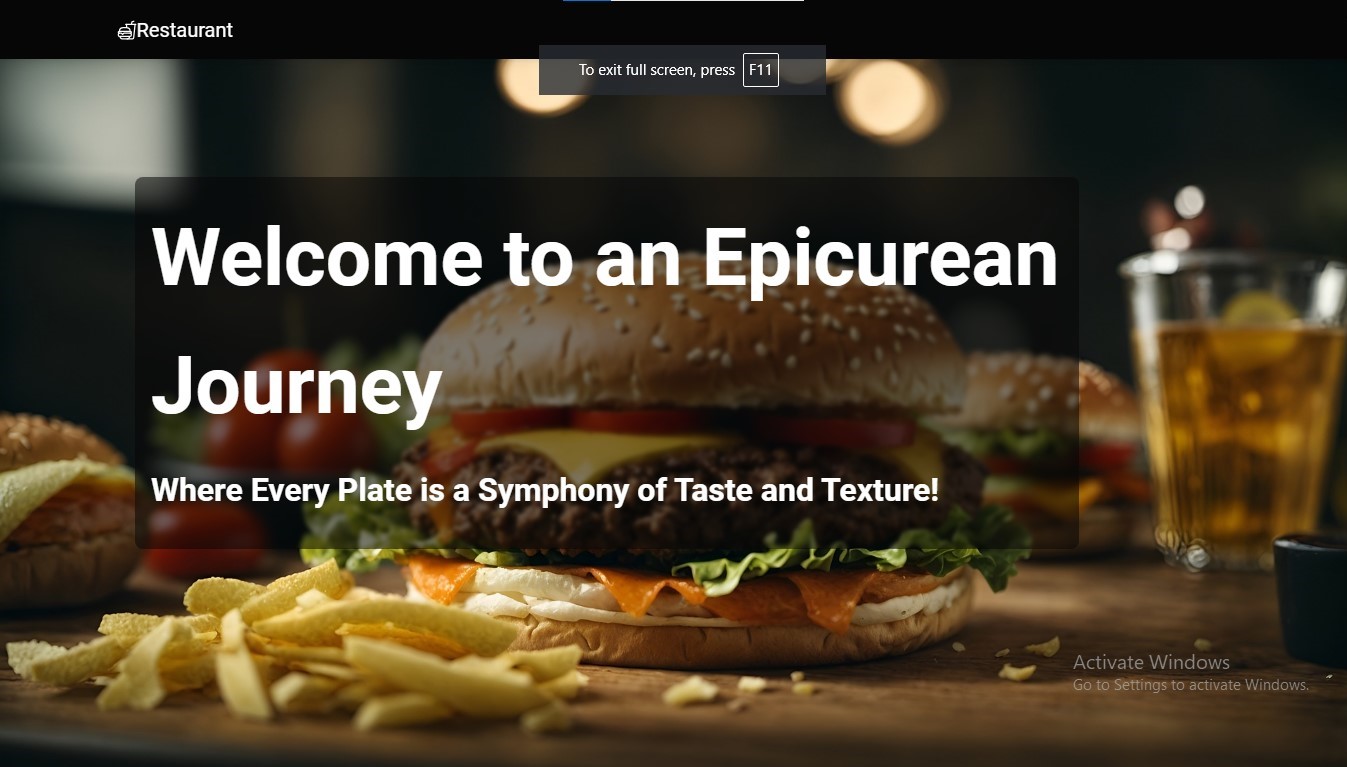 Restaurant
To exit full screen, press F11
Welcome to an Epicurean
Journey
Where Every Plate is a Symphony of Taste and Texture!
Activate Windows
Go to Settings to activate Windows.